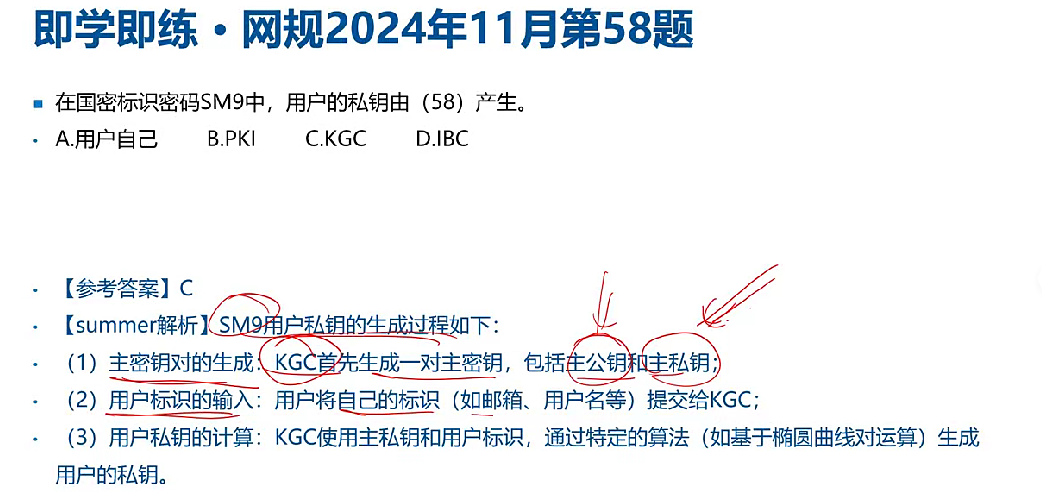 即学即练·网规2024年11月第58题
在国密标识密码SM9中，用户的私钥由（58）产生。
A.用户自己 B.PKI C.KGC D.IBC
【参考答案】C
【summer解析】SM9用户私钥的生成过程如下：
（1）主密钥对的生成：KGC首先生成一对主密钥，包括主公钥和主私钥；
（2）用户标识的输入：用户将自己的标识（如邮箱、用户名等）提交给KGC；
（3）用户私钥的计算：KGC使用主私钥和用户标识，通过特定的算法（如基于椭圆曲线对运算）生成
用户的私钥。